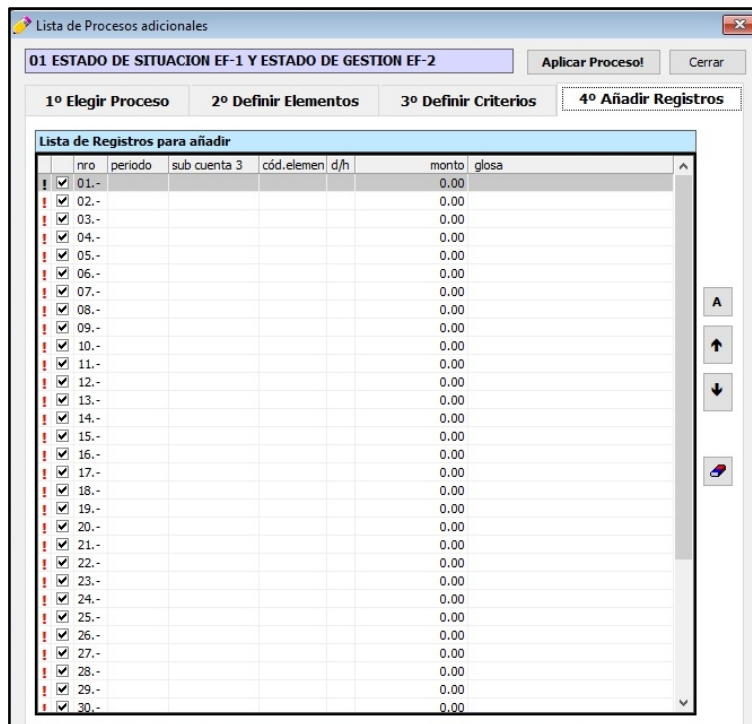 Lista de Procesos adicionales
01 ESTADO DE SITUACION EF-1 Y ESTADO DE GESTION EF-2 Aplicar Proceso! Cerrar
1º Elegir Proceso 2º Definir Elementos 3º Definir Criterios 4º Añadir Registros
Lista de Registros para añadir
nro periodo sub cuenta 3 cód.elemen d/h monto glosa
! 01.- 0.00
! 02.- 0.00
! 03.- 0.00
! 04.- 0.00
! 05.- 0.00
! 06.- 0.00
! 07.- 0.00
A
! 08.- 0.00
! 09.- 0.00
! 10.- 0.00
! 11.- 0.00
! 12.- 0.00
! 13.- 0.00
! 14.- 0.00
! 15.- 0.00
! 16.- 0.00
! 17.- 0.00
! 18.- 0.00
! 19.- 0.00
! 20.- 0.00
! 21.- 0.00
! 22.- 0.00
! 23.- 0.00
! 24.- 0.00
! 25.- 0.00
! 26.- 0.00
! 27.- 0.00
! 28.- 0.00
! 29.- 0.00
! 30.- 0.00